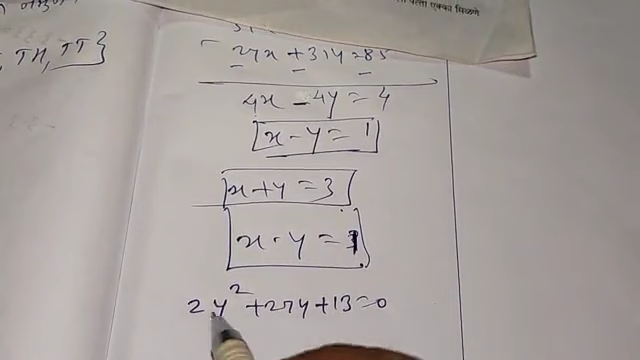 , TH, TT}
- 27x + 31y = 85
4x - 4y = 4
x - y = 1
x + y = 3
x - y = 1
2y² + 27y + 13 = 0